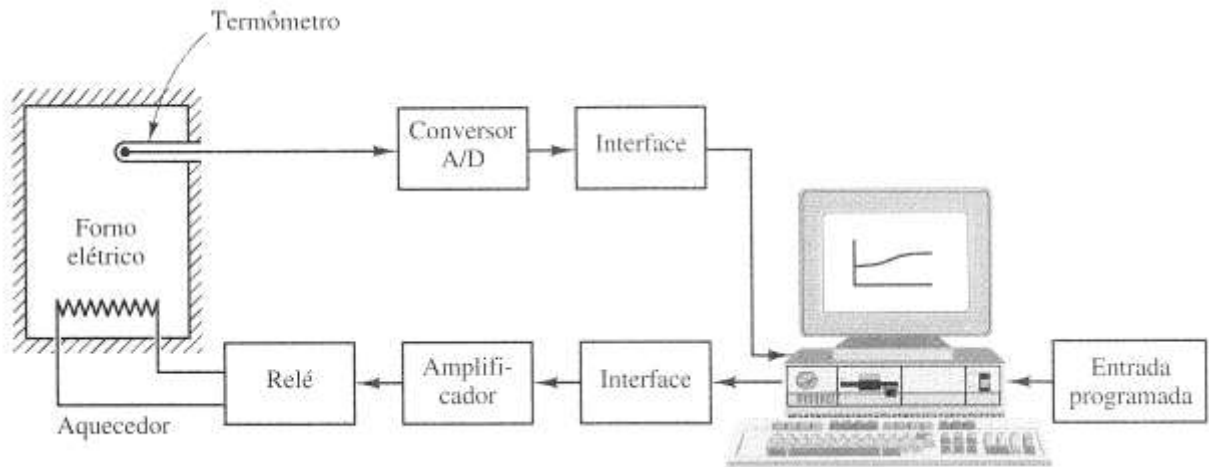 Termômetro
Conversor
A/D
Interface
Forno
elétrico
Relé
Amplifi-
cador
Interface
Entrada
programada
Aquecedor